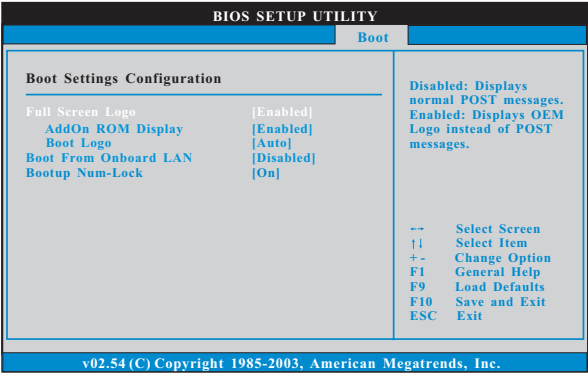 BIOS SETUP UTILITY
Boot
Boot Settings Configuration
Full Screen Logo [Enabled]
AddOn ROM Display [Enabled]
Boot Logo [Auto]
Boot From Onboard LAN [Disabled]
Bootup Num-Lock [On]
Disabled: Displays
normal POST messages.
Enabled: Displays OEM
Logo instead of POST
messages.
←→ Select Screen
↑↓ Select Item
+ - Change Option
F1 General Help
F9 Load Defaults
F10 Save and Exit
ESC Exit
v02.54 (C) Copyright 1985-2003, American Megatrends, Inc.